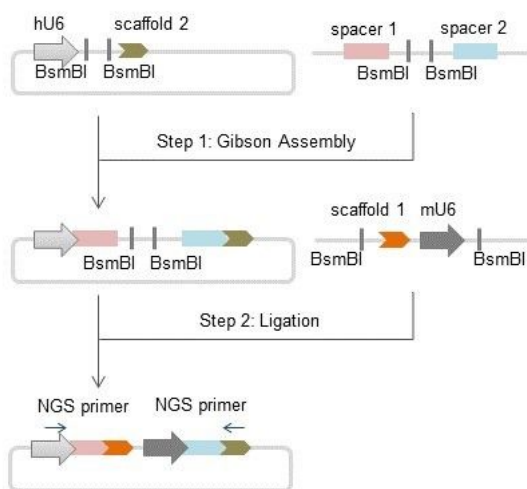 hU6 scaffold 2
BsmBI BsmBI
spacer 1 spacer 2
BsmBI BsmBI
Step 1: Gibson Assembly
BsmBI BsmBI
scaffold 1 mU6
BsmBI BsmBI
Step 2: Ligation
NGS primer NGS primer